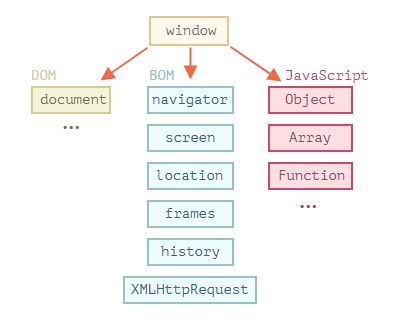 window
DOM
BOM
JavaScript
document
navigator
Object
...
screen
Array
location
Function
frames
...
history
XMLHttpRequest